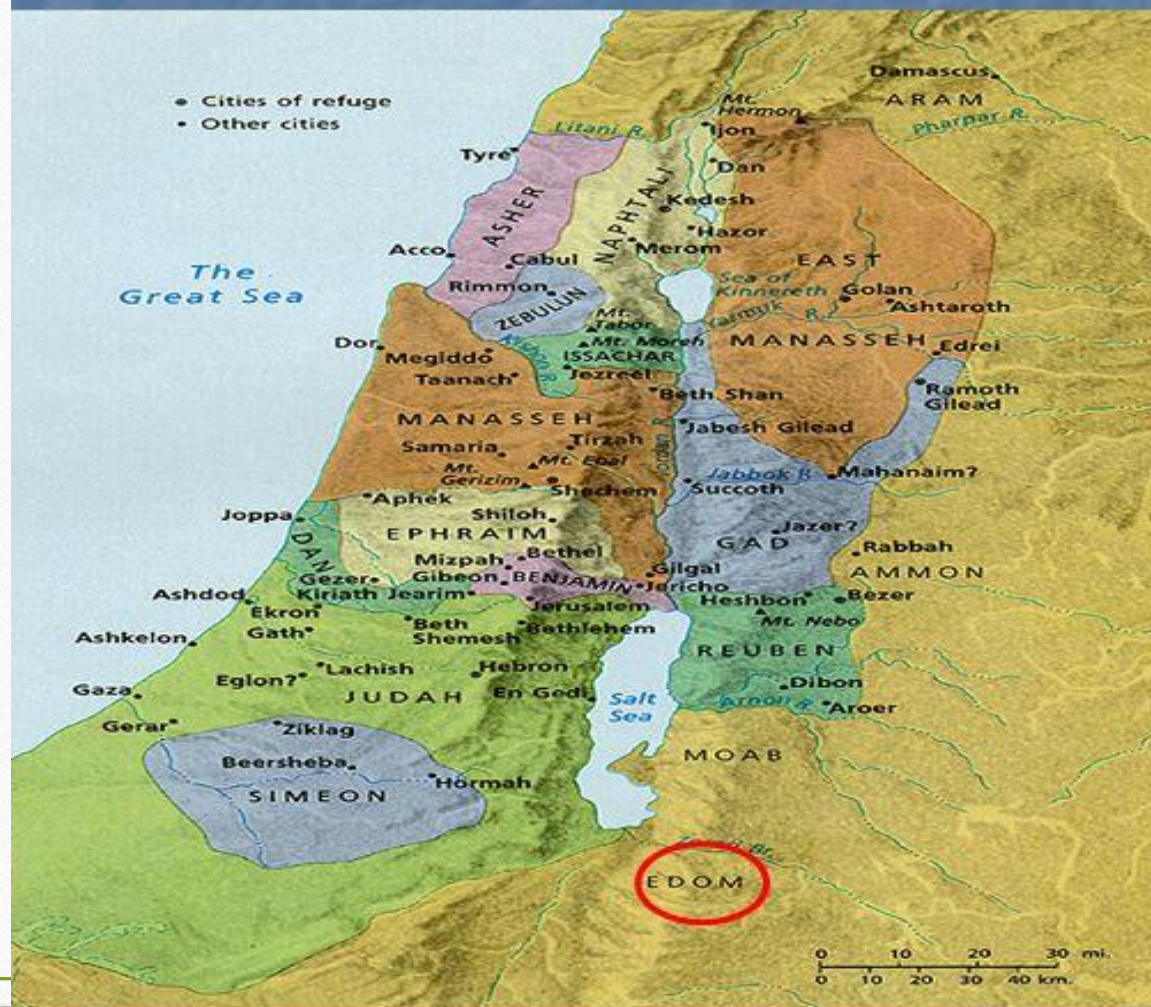 Damascus
ARAM
Mt.
Hermon
Pharpar R.
• Cities of refuge
• Other cities
Litani R.
Ijon
Tyre
Dan
ASHER
NAPHTALI
Kedesh
Hazor
Merom
Acco
Cabul
EAST
The
Great Sea
Sea of
Kinnereth
Golan
Rimmon
Ashtaroth
ZEBULUN
Mt.
Tabor
Yarmuk R.
Mt. Moreh
MANASSEH
Edrei
Dor
Kishon R.
Megiddo
ISSACHAR
Jezreel
Taanach
Beth Shan
Ramoth
Gilead
MANASSEH
Jabesh Gilead
Samaria
Tirzah
Jordan R.
Mt. Ebal
Mt.
Gerizim
Jabbok R.
Mahanaim?
Shechem
Succoth
Aphek
Joppa
Shiloh
EPHRAIM
Jazer?
DAN
GAD
Mizpah
Bethel
Rabbah
Gezer
Gibeon
BENJAMIN
Gilgal
AMMON
Jericho
Ashdod
Kiriath Jearim
Heshbon
Bezer
Ekron
Jerusalem
Mt. Nebo
Gath
Beth
Shemesh
Bethlehem
Ashkelon
REUBEN
Lachish
Hebron
Eglon?
Dibon
Gaza
JUDAH
En Gedi
Salt
Sea
Arnon R.
Aroer
Gerar
Ziklag
MOAB
Beersheba
Hormah
SIMEON
Br.
EDOM
0 10 20 30 mi.
0 10 20 30 40 km.